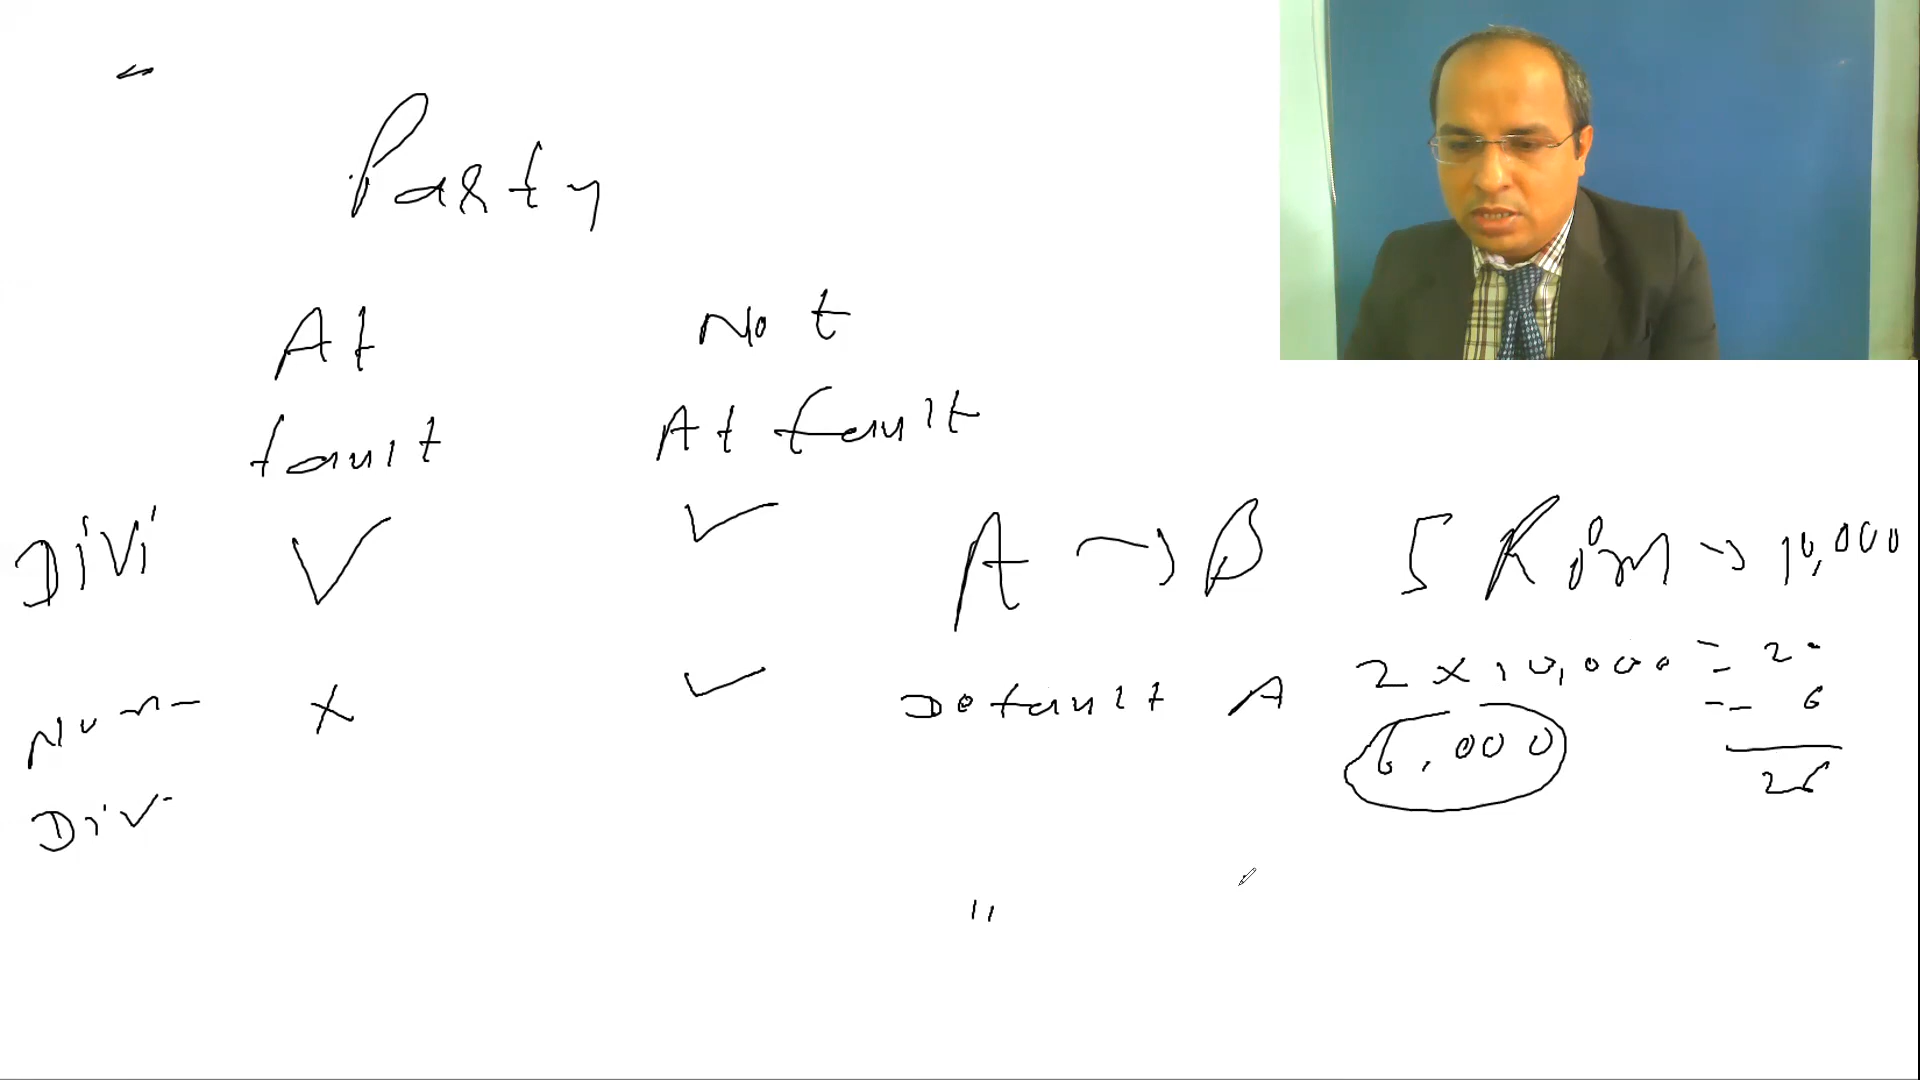 Party
At Not
fault At fault
Divi A → B 5 Rim → 10,000
Default A 2 x 10,000 = 20
Num
6,000 6
26
Div
"